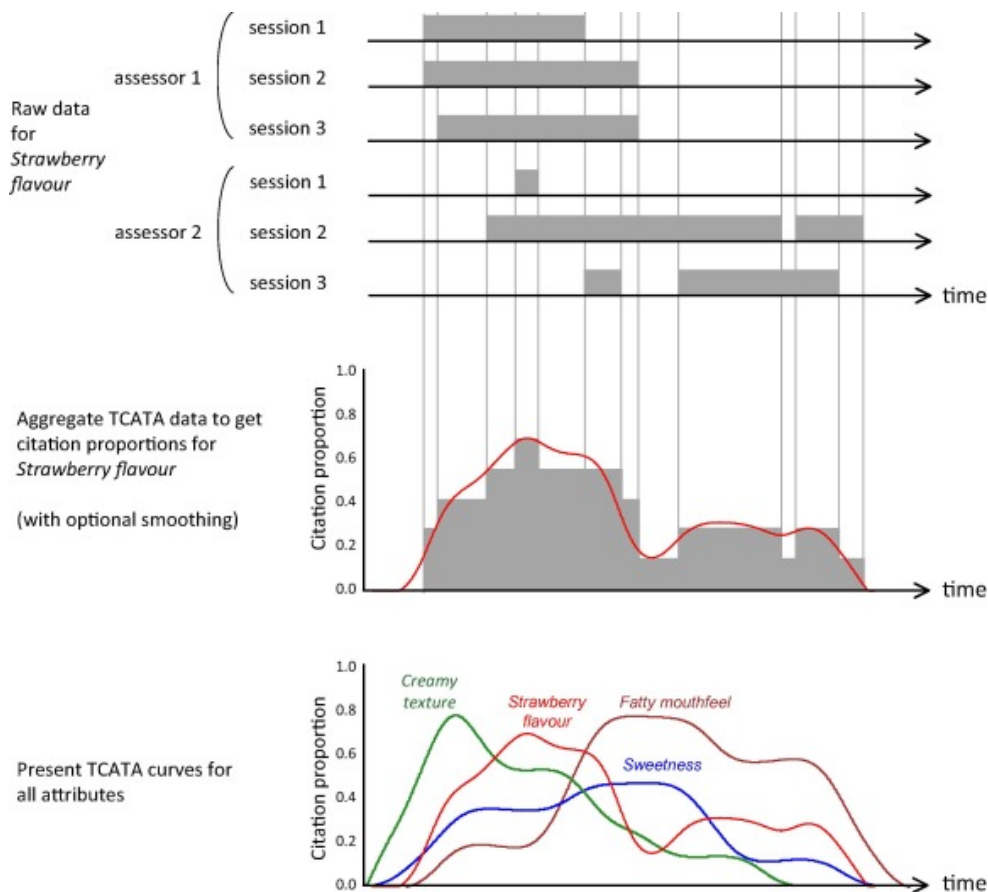 session 1
assessor 1
session 2
session 3
Raw data
for
Strawberry
flavour
session 1
assessor 2
session 2
session 3
time
Aggregate TCATA data to get
citation proportions for
Strawberry flavour
(with optional smoothing)
Citation proportion
1.0
0.8
0.6
0.4
0.2
0.0
time
Present TCATA curves for
all attributes
Citation proportion
1.0
0.8
0.6
0.4
0.2
0.0
Creamy
texture
Strawberry
flavour
Fatty mouthfeel
Sweetness
time